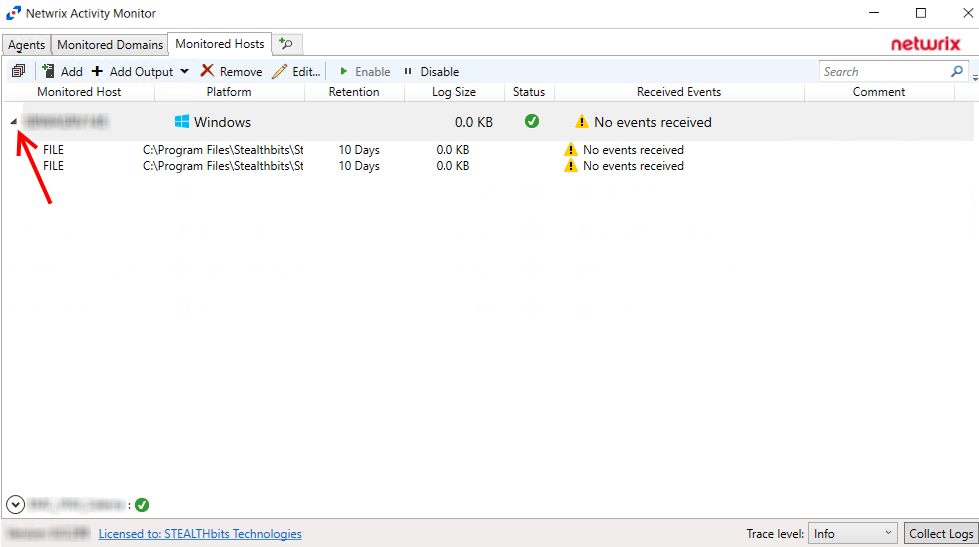 Netwrix Activity Monitor
Agents Monitored Domains Monitored Hosts
netwrix
Add Add Output Remove Edit... Enable Disable Search
Monitored Host Platform Retention Log Size Status Received Events Comment
Windows 0.0 KB No events received
FILE C:\Program Files\Stealthbits\St 10 Days 0.0 KB No events received
FILE C:\Program Files\Stealthbits\St 10 Days 0.0 KB No events received
:
Licensed to: STEALTHbits Technologies Trace level: Info Collect Logs